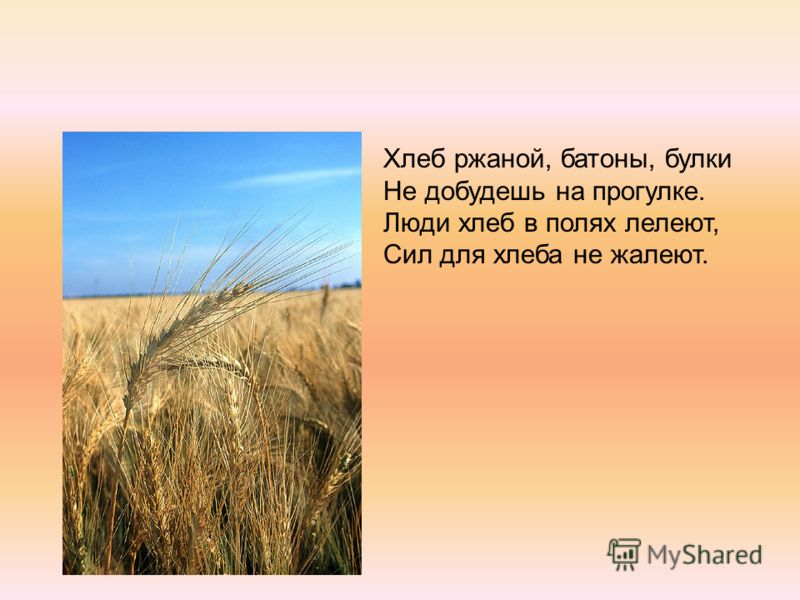 Хлеб ржаной, батоны, булки
Не добудешь на прогулке.
Люди хлеб в полях лелеют,
Сил для хлеба не жалеют.
MyShared